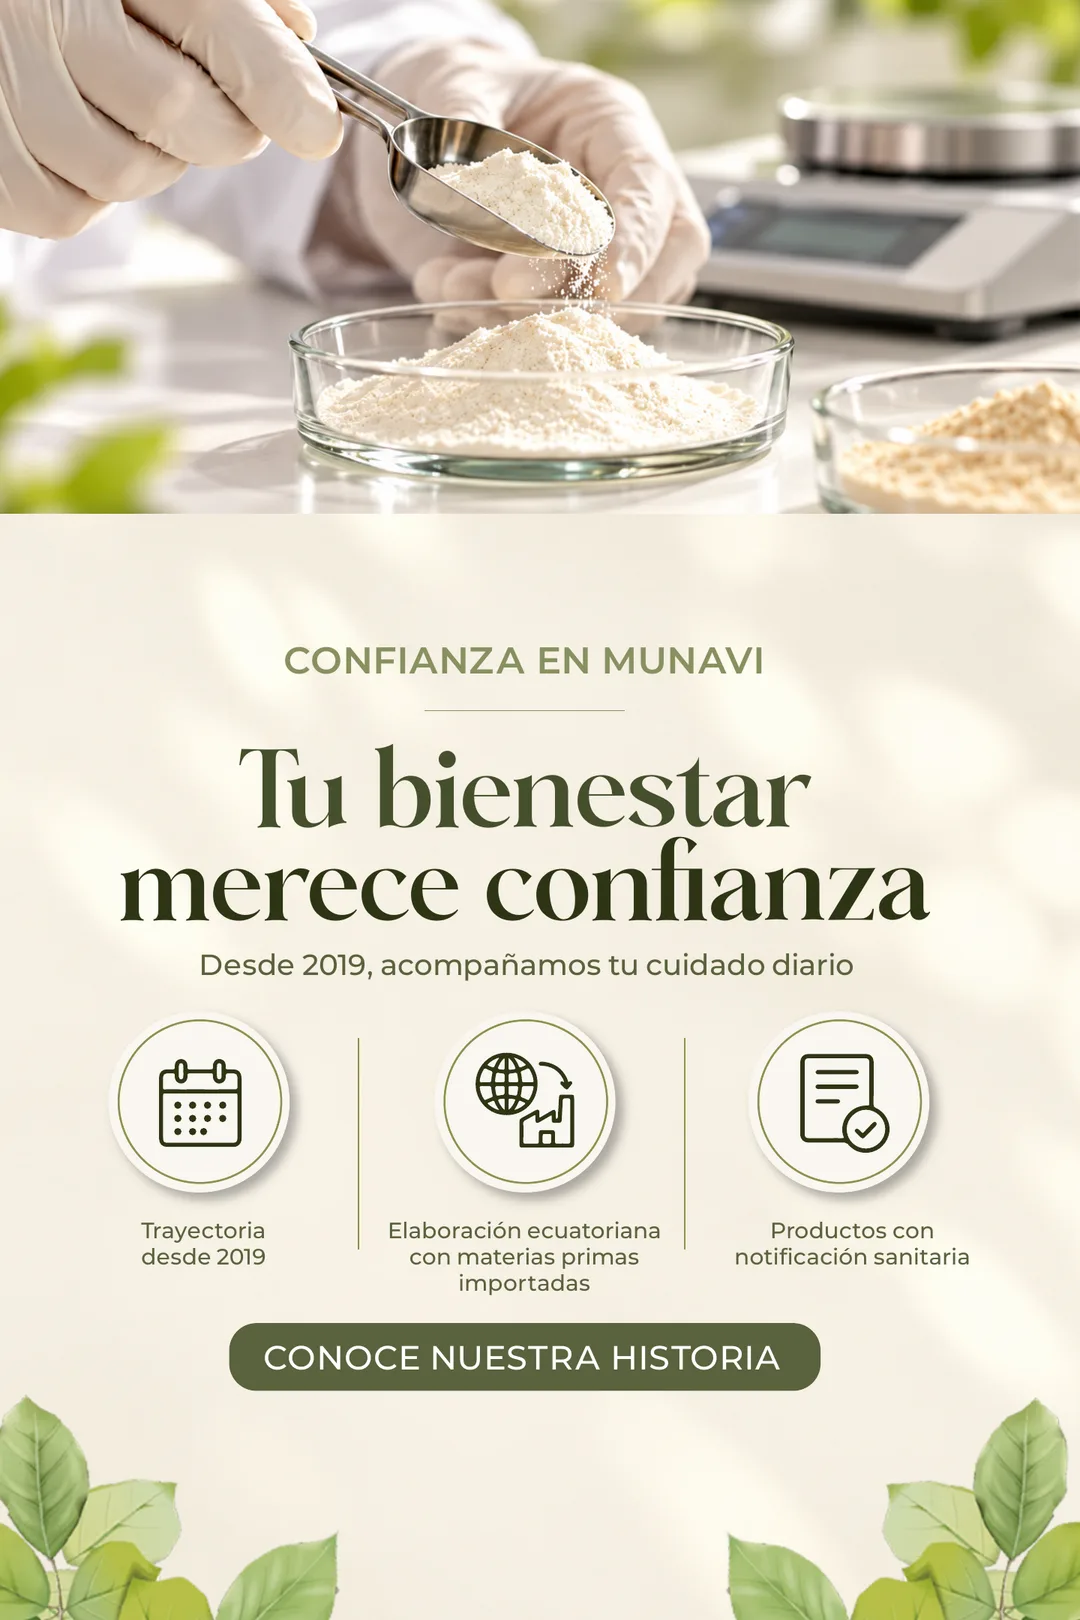 CONFIANZA EN MUNAVI
Tu bienestar
merece confianza
Desde 2019, acompañamos tu cuidado diario
Trayectoria
desde 2019
Elaboración ecuatoriana
con materias primas
importadas
Productos con
notificación sanitaria
CONOCE NUESTRA HISTORIA